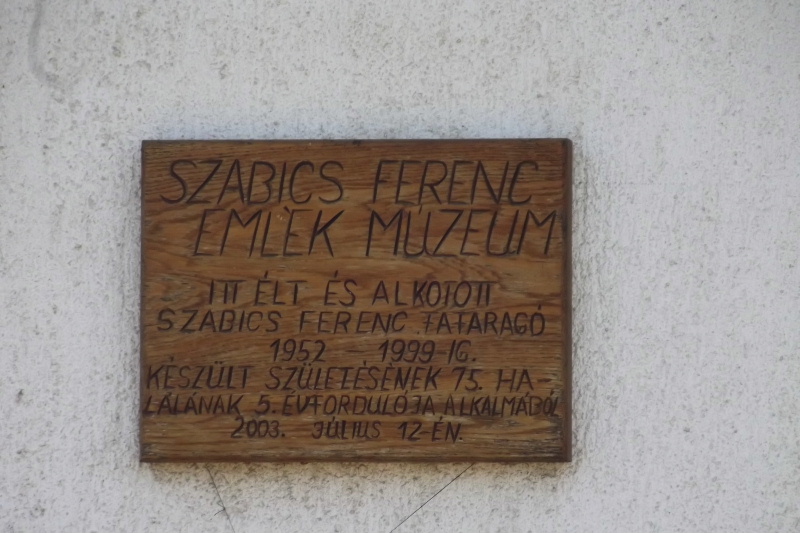 SZABICS FERENC
EMLÉK MÚZEUM
ITT ÉLT ÉS ALKOTOTT
SZABICS FERENC. FAFARAGÓ
1952 – 1999-IG.
KÉSZÜLT SZÜLETÉSÉNEK 75. HA-
LÁLÁNAK 5. ÉVFORDULÓJA ALKALMÁBÓL
2003. JÚLIUS 12-ÉN.